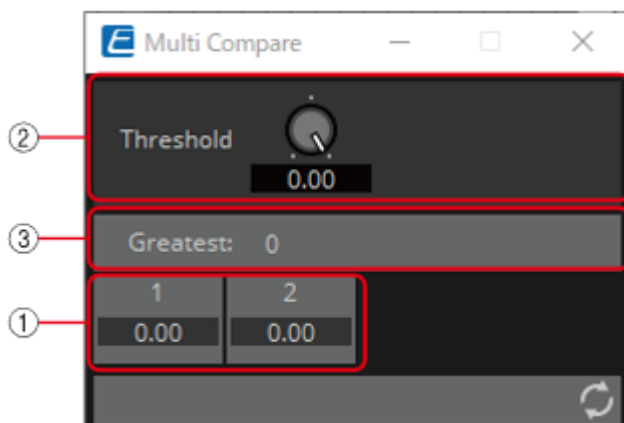 Multi Compare
② Threshold
0.00
③ Greatest: 0
① 1 2
0.00 0.00